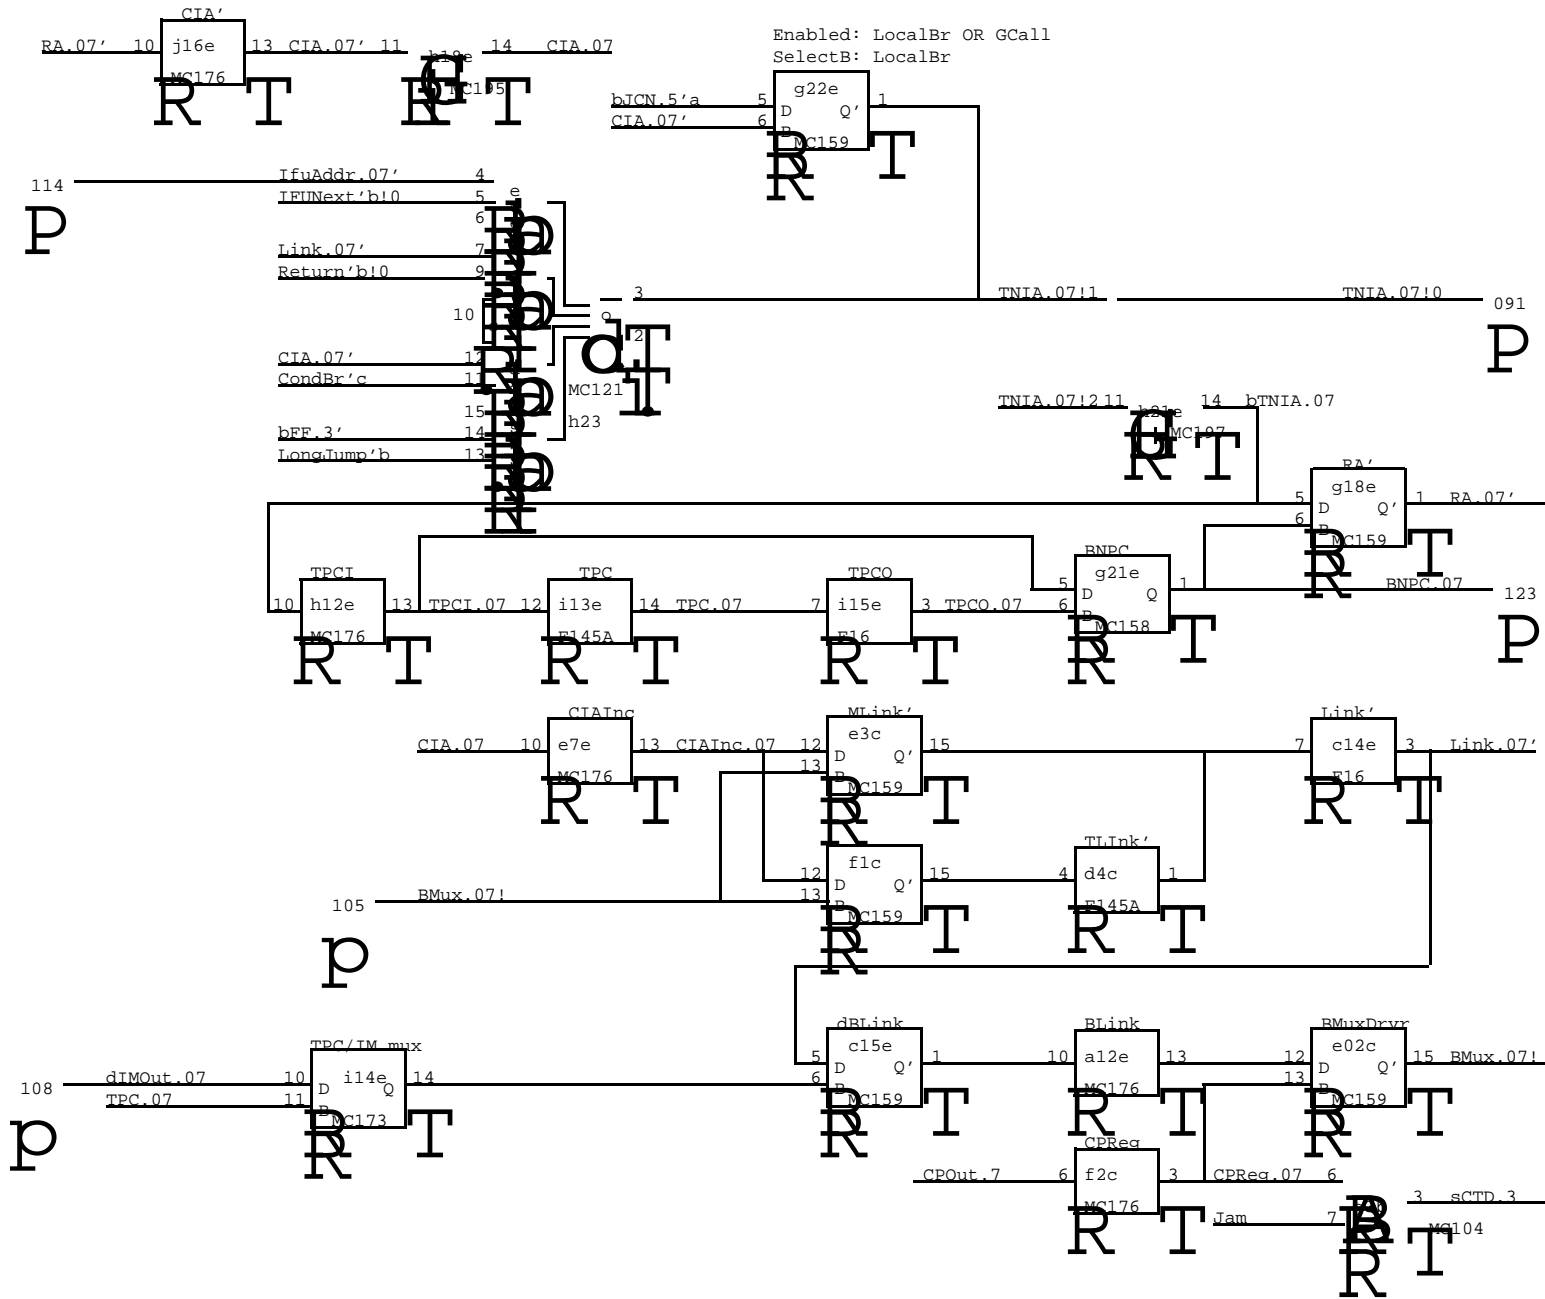 CIA'
RA.07' 10 j16e 13 CIA.07' 11 h18e 14 CIA.07
MC176 MC195
R T R T
Enabled: LocalBr OR GCall
SelectB: LocalBr
g22e
bJCN.5'a 5 D Q' 1
CIA.07' 6 B
MC159
R R T
114 IfuAddr.07' 4
P IFUNext'b!0 5
6
Link.07' 7
Return'b!0 9
10
CIA.07' 12
CondBr'c 11
15
bFF.3' 14
LongJump'b 13
3 TNIA.07!1 TNIA.07!0 091
2 P
MC121
h23
TNIA.07!2 11 h21e 14 bTNIA.07
MC197
R T
RA'
g18e
5 D Q' 1 RA.07'
6 B
MC159
R R T
TPCI TPC TPCO BNPC
g21e
5 D Q 1 BNPC.07 123
10 h12e 13 TPCI.07 12 i13e 14 TPC.07 7 i15e 3 TPCO.07 6 B P
MC176 F145A F16 MC158
R T R T R T R R T
CIAInc MLink' Link'
CIA.07 10 e7e 13 CIAInc.07 12 e3c D Q' 15 7 c14e 3 Link.07'
MC176 13 B MC159 F16
R T R R T R T
TLInk'
f1c
12 D Q' 15 4 d4c 1
105 BMux.07! 13 B
MC159 F145A
p R R T R T
dBLink BLink BMuxDrvr
c15e a12e e02c
5 D Q' 1 10 13 12 D Q' 15 BMux.07!
6 B MC159 MC176 13 B MC159
R R T R T R R T
TPC/IM mux
108 dIMOut.07 10 D i14e Q 14
TPC.07 11 B MC173
p R R T
CPReg
CPOut.7 6 f2c 3 CPReg.07 6
MC176 Jam 7 3 sCTD.3
R T MC104
R T